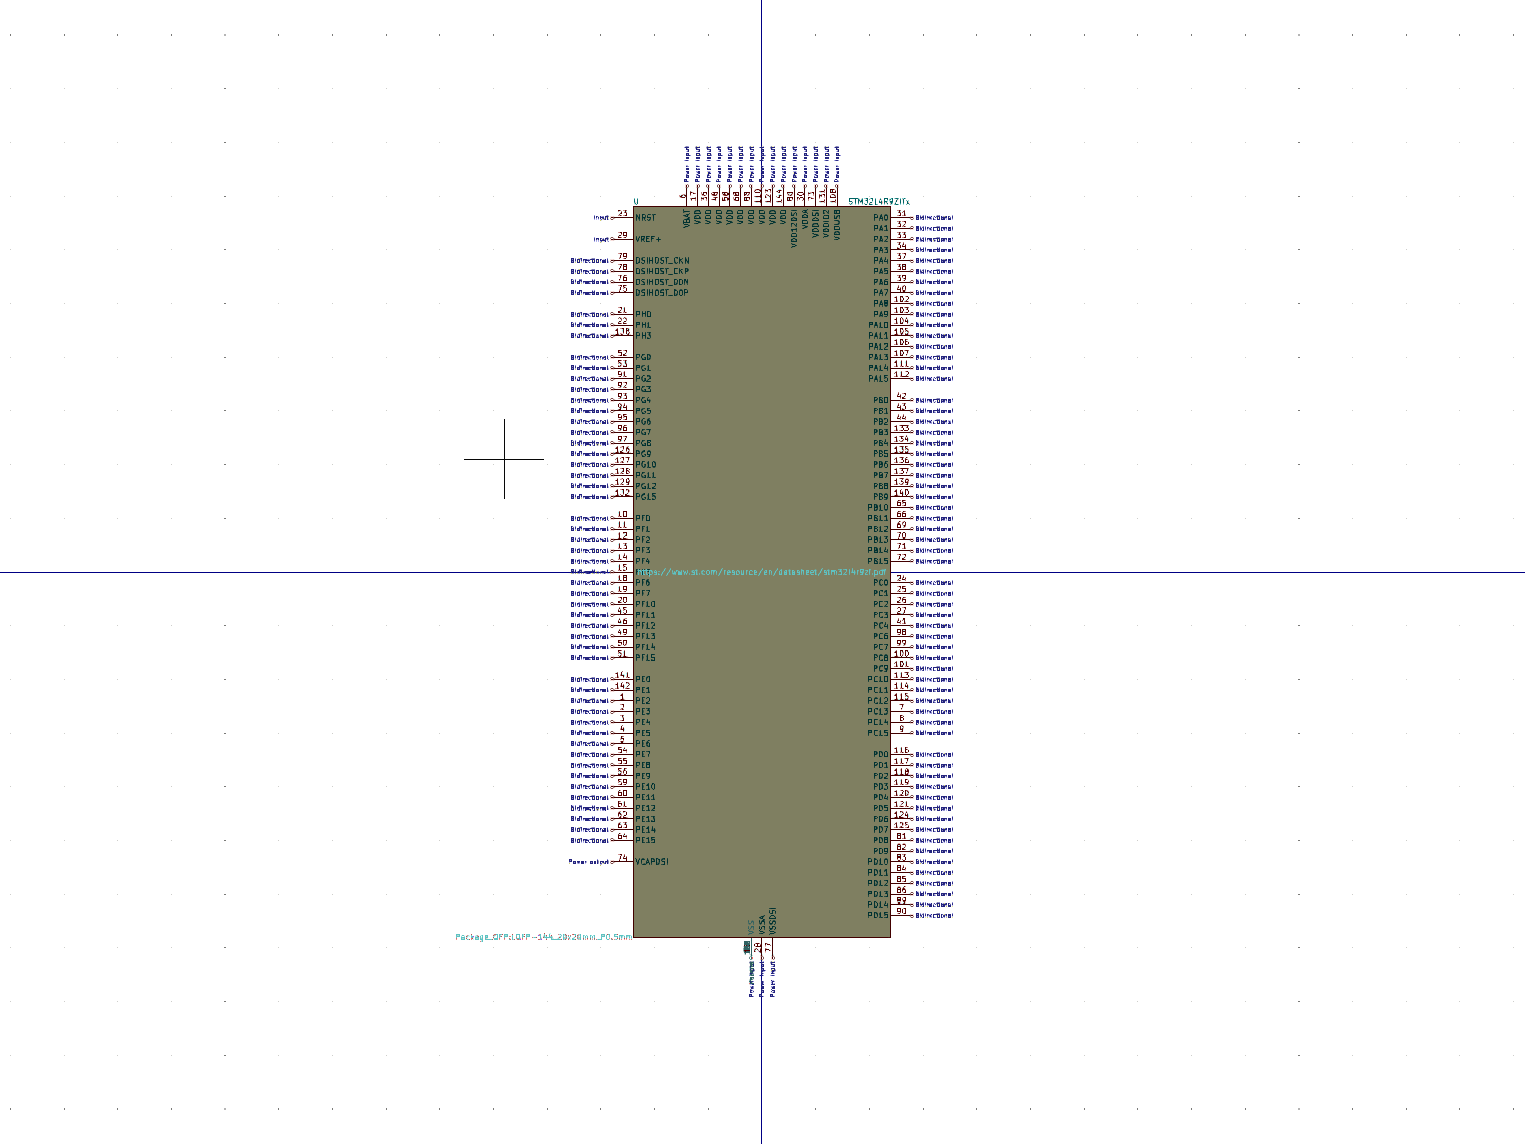 U
STM32L4R9ZITx
6 VBAT Power input
17 VDD Power input
36 VDD Power input
48 VDD Power input
58 VDD Power input
68 VDD Power input
89 VDD Power input
110 VDD Power input
123 VDD Power input
144 VDD Power input
80 VDD12DSI Power input
30 VDDA Power input
73 VDDDSI Power input
131 VDDIO2 Power input
108 VDDUSB Power input
Input 23 NRST
Input 29 VREF+
Bidirectional 79 DSIHOST_CKN
Bidirectional 78 DSIHOST_CKP
Bidirectional 76 DSIHOST_D0N
Bidirectional 75 DSIHOST_D0P
Bidirectional 21 PH0
Bidirectional 22 PH1
Bidirectional 138 PH3
Bidirectional 52 PG0
Bidirectional 53 PG1
Bidirectional 91 PG2
Bidirectional 92 PG3
Bidirectional 93 PG4
Bidirectional 94 PG5
Bidirectional 95 PG6
Bidirectional 96 PG7
Bidirectional 97 PG8
Bidirectional 126 PG9
Bidirectional 127 PG10
Bidirectional 128 PG11
Bidirectional 129 PG12
Bidirectional 132 PG15
Bidirectional 10 PF0
Bidirectional 11 PF1
Bidirectional 12 PF2
Bidirectional 13 PF3
Bidirectional 14 PF4
Bidirectional 15
https://www.st.com/resource/en/datasheet/stm32l4r9zi.pdf
Bidirectional 18 PF6
Bidirectional 19 PF7
Bidirectional 20 PF10
Bidirectional 45 PF11
Bidirectional 46 PF12
Bidirectional 49 PF13
Bidirectional 50 PF14
Bidirectional 51 PF15
Bidirectional 141 PE0
Bidirectional 142 PE1
Bidirectional 1 PE2
Bidirectional 2 PE3
Bidirectional 3 PE4
Bidirectional 4 PE5
Bidirectional 5 PE6
Bidirectional 54 PE7
Bidirectional 55 PE8
Bidirectional 56 PE9
Bidirectional 59 PE10
Bidirectional 60 PE11
Bidirectional 61 PE12
Bidirectional 62 PE13
Bidirectional 63 PE14
Bidirectional 64 PE15
Power output 74 VCAPDSI
PA0 31 Bidirectional
PA1 32 Bidirectional
PA2 33 Bidirectional
PA3 34 Bidirectional
PA4 37 Bidirectional
PA5 38 Bidirectional
PA6 39 Bidirectional
PA7 40 Bidirectional
PA8 102 Bidirectional
PA9 103 Bidirectional
PA10 104 Bidirectional
PA11 105 Bidirectional
PA12 106 Bidirectional
PA13 107 Bidirectional
PA14 111 Bidirectional
PA15 112 Bidirectional
PB0 42 Bidirectional
PB1 43 Bidirectional
PB2 44 Bidirectional
PB3 133 Bidirectional
PB4 134 Bidirectional
PB5 135 Bidirectional
PB6 136 Bidirectional
PB7 137 Bidirectional
PB8 139 Bidirectional
PB9 140 Bidirectional
PB10 65 Bidirectional
PB11 66 Bidirectional
PB12 69 Bidirectional
PB13 70 Bidirectional
PB14 71 Bidirectional
PB15 72 Bidirectional
PC0 24 Bidirectional
PC1 25 Bidirectional
PC2 26 Bidirectional
PC3 27 Bidirectional
PC4 41 Bidirectional
PC6 98 Bidirectional
PC7 99 Bidirectional
PC8 100 Bidirectional
PC9 101 Bidirectional
PC10 113 Bidirectional
PC11 114 Bidirectional
PC12 115 Bidirectional
PC13 7 Bidirectional
PC14 8 Bidirectional
PC15 9 Bidirectional
PD0 116 Bidirectional
PD1 117 Bidirectional
PD2 118 Bidirectional
PD3 119 Bidirectional
PD4 120 Bidirectional
PD5 121 Bidirectional
PD6 124 Bidirectional
PD7 125 Bidirectional
PD8 81 Bidirectional
PD9 82 Bidirectional
PD10 83 Bidirectional
PD11 84 Bidirectional
PD12 85 Bidirectional
PD13 86 Bidirectional
PD14 Bidirectional
PD15 90 Bidirectional
VSS Power input
VSSA 28 Power input
VSSDSI 77 Power input
Package_QFP:LQFP-144_20x20mm_P0.5mm